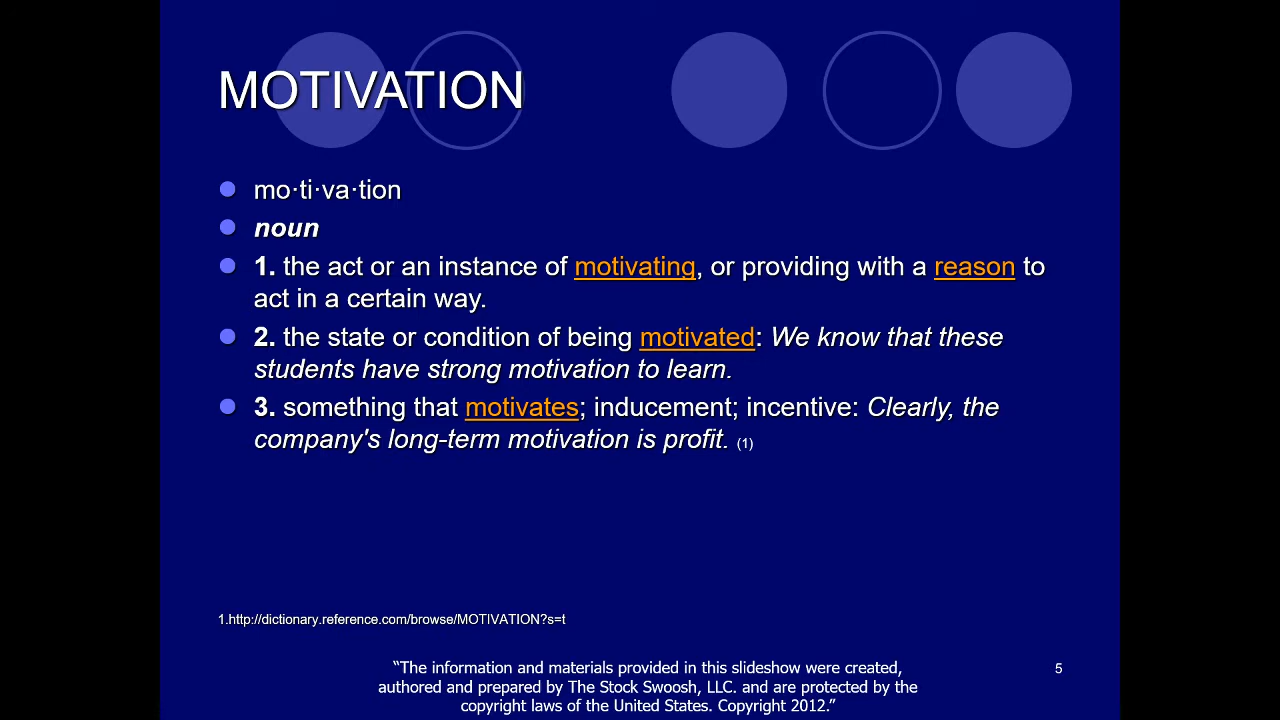 MOTIVATION
mo·ti·va·tion
noun
1. the act or an instance of motivating, or providing with a reason to
act in a certain way.
2. the state or condition of being motivated: We know that these
students have strong motivation to learn.
3. something that motivates; inducement; incentive: Clearly, the
company's long-term motivation is profit. (1)
1.http://dictionary.reference.com/browse/MOTIVATION?s=t
“The information and materials provided in this slideshow were created,
authored and prepared by The Stock Swoosh, LLC. and are protected by the
copyright laws of the United States. Copyright 2012.”
5